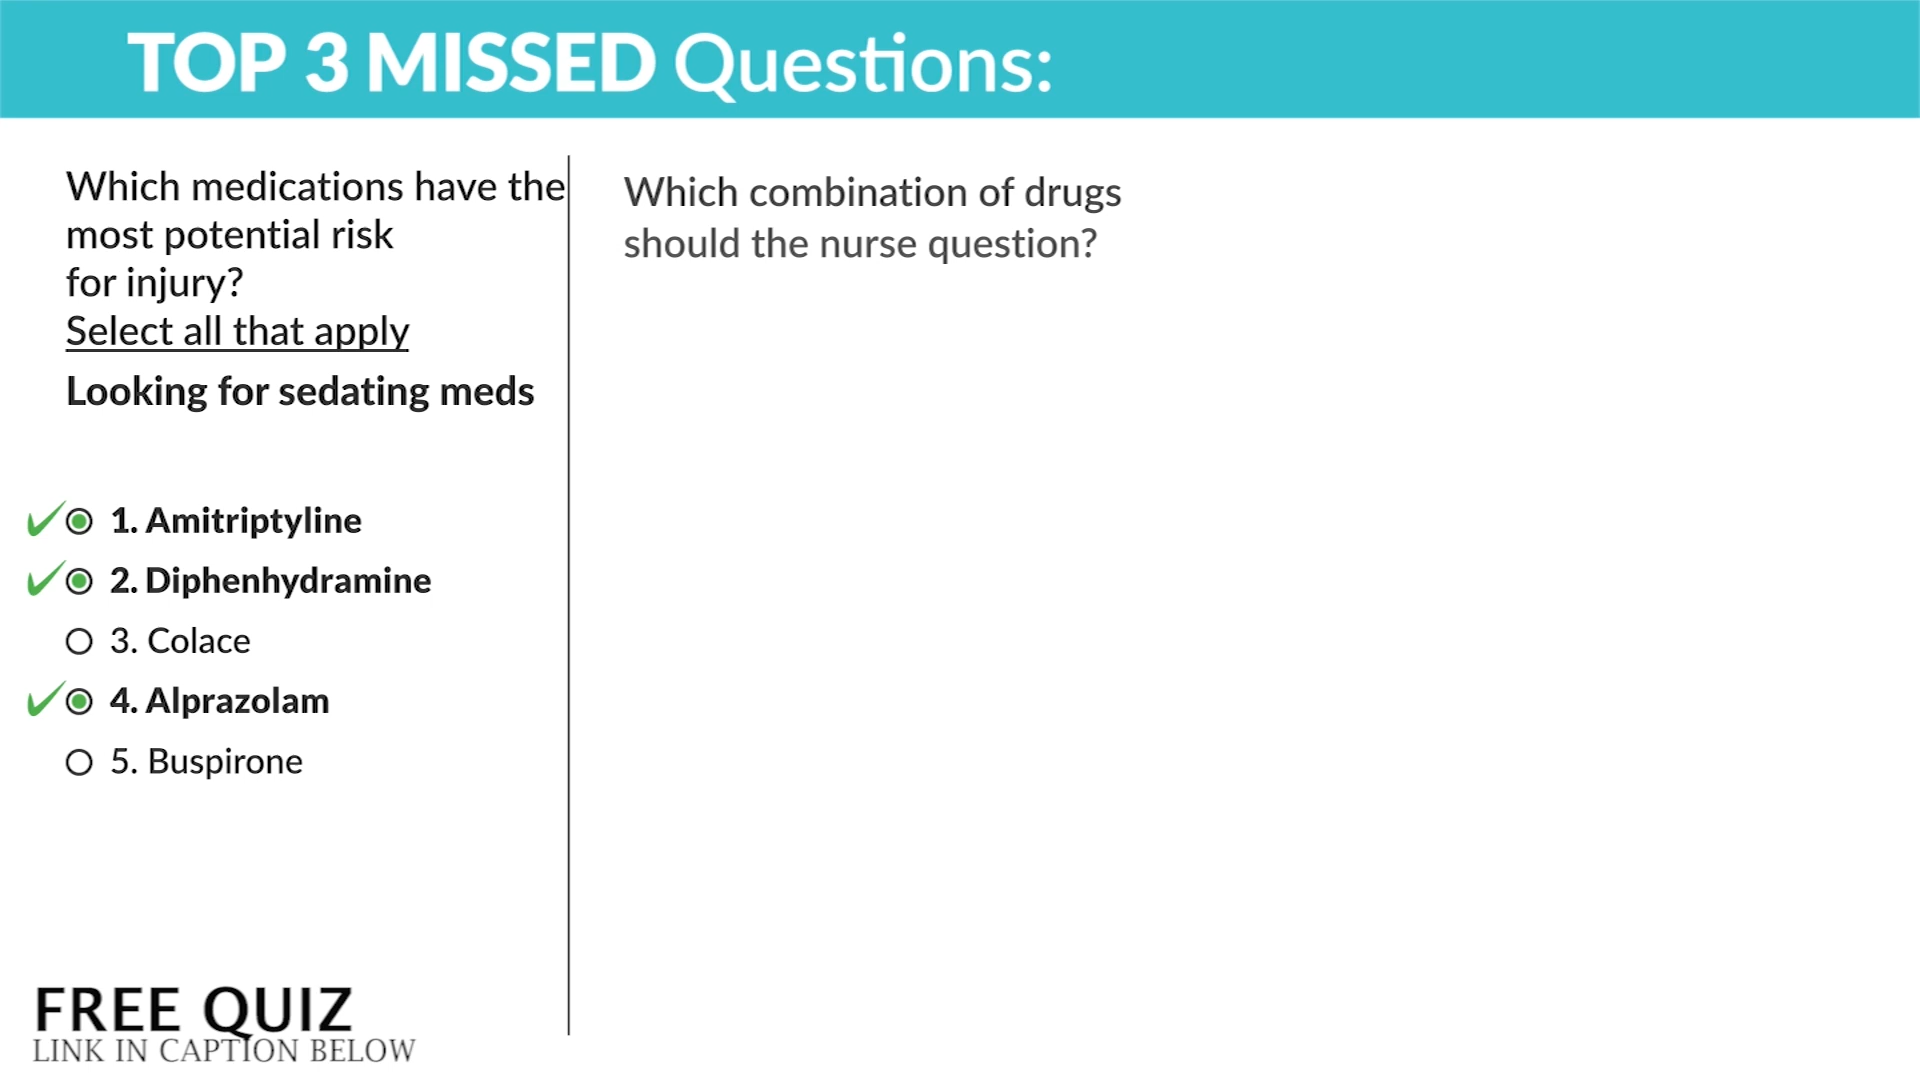 TOP 3 MISSED Questions:
Which medications have the
most potential risk
for injury?
Select all that apply
Looking for sedating meds
1. Amitriptyline
2. Diphenhydramine
3. Colace
4. Alprazolam
5. Buspirone
Which combination of drugs
should the nurse question?
FREE QUIZ
LINK IN CAPTION BELOW